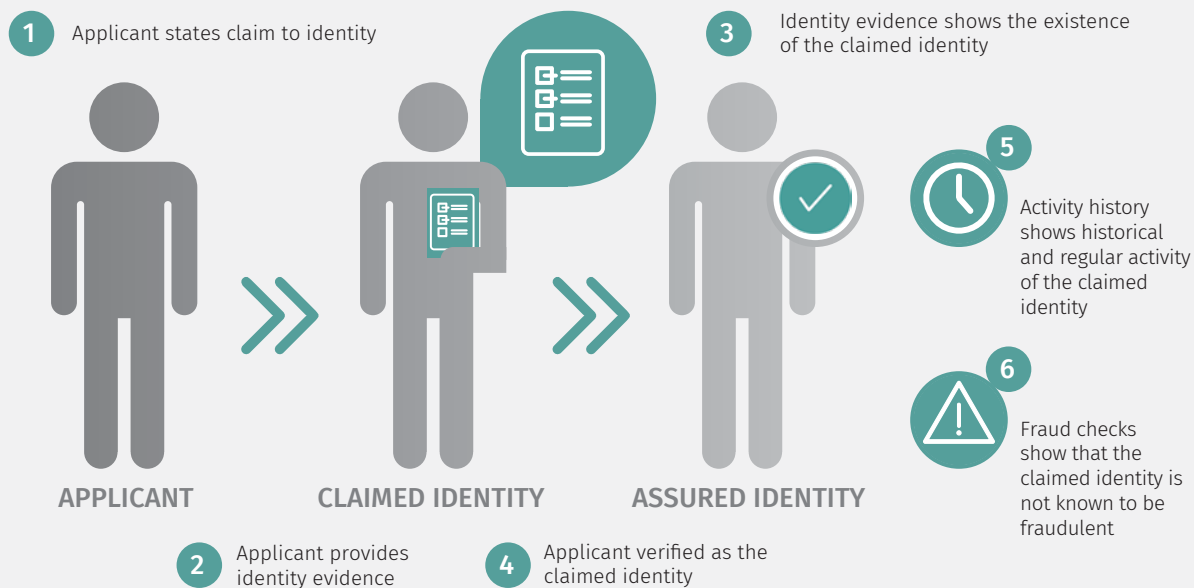 1
Applicant states claim to identity
3
Identity evidence shows the existence
of the claimed identity
5
Activity history
shows historical
and regular activity
of the claimed
identity
6
Fraud checks
show that the
claimed identity is
not known to be
fraudulent
APPLICANT
CLAIMED IDENTITY
ASSURED IDENTITY
2
Applicant provides
identity evidence
4
Applicant verified as the
claimed identity